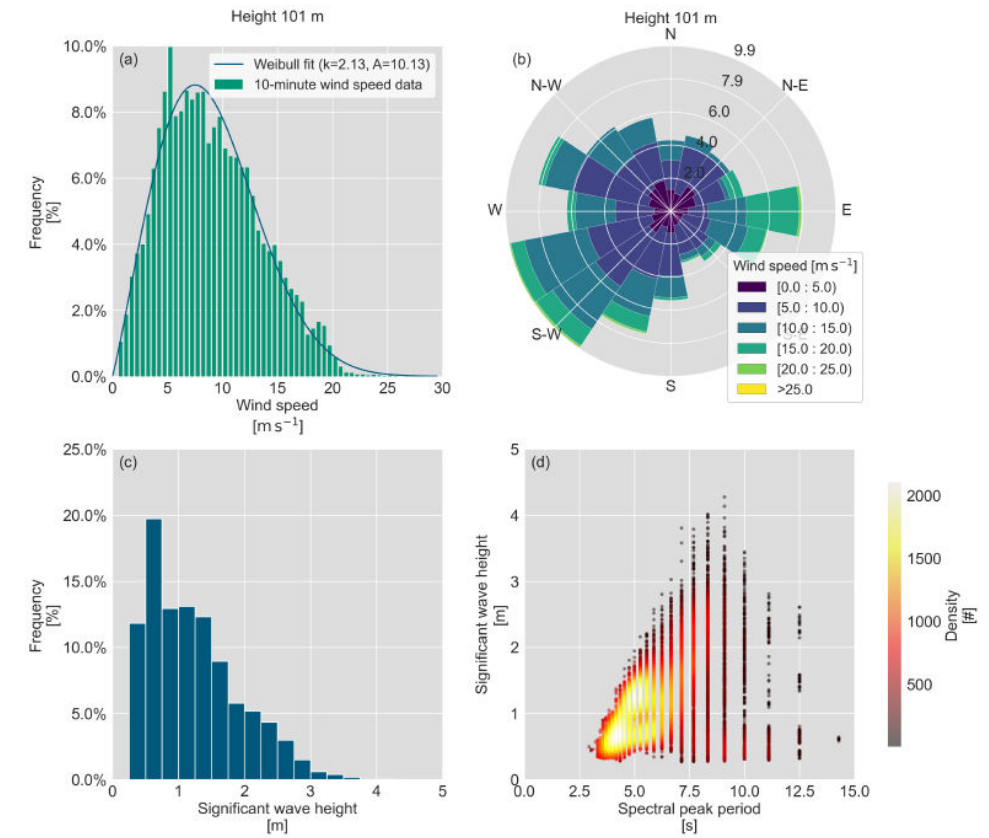 Height 101 m
(a)
10.0%
8.0%
6.0%
4.0%
2.0%
0.0%
Frequency
[%]
Weibull fit (k=2.13, A=10.13)
10-minute wind speed data
0 5 10 15 20 25 30
Wind speed
[m s⁻¹]
Height 101 m
(b)
N
N-E
E
S-E
S
S-W
W
N-W
2.0
4.0
6.0
7.9
9.9
Wind speed [m s⁻¹]
[0.0 : 5.0)
[5.0 : 10.0)
[10.0 : 15.0)
[15.0 : 20.0)
[20.0 : 25.0)
>25.0
(c)
25.0%
20.0%
15.0%
10.0%
5.0%
0.0%
Frequency
[%]
0 1 2 3 4 5
Significant wave height
[m]
(d)
5
4
3
2
1
0
Significant wave height
[m]
0.0 2.5 5.0 7.5 10.0 12.5 15.0
Spectral peak period
[s]
2000
1500
1000
500
Density
[#]